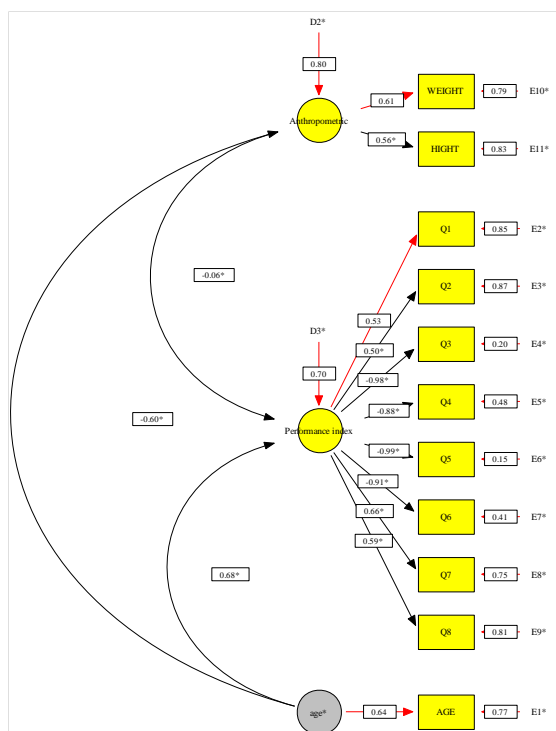 D2*
0.80
Anthropometric
0.61
WEIGHT
0.79
E10*
0.56*
HIGHT
0.83
E11*
Q1
0.85
E2*
-0.06*
Q2
0.87
E3*
D3*
0.53
0.50*
Q3
0.20
E4*
0.70
-0.98*
Q4
0.48
E5*
-0.60*
-0.88*
Performance index
-0.99*
Q5
0.15
E6*
-0.91*
Q6
0.41
E7*
0.66*
0.59*
0.68*
Q7
0.75
E8*
Q8
0.81
E9*
age*
0.64
AGE
0.77
E1*